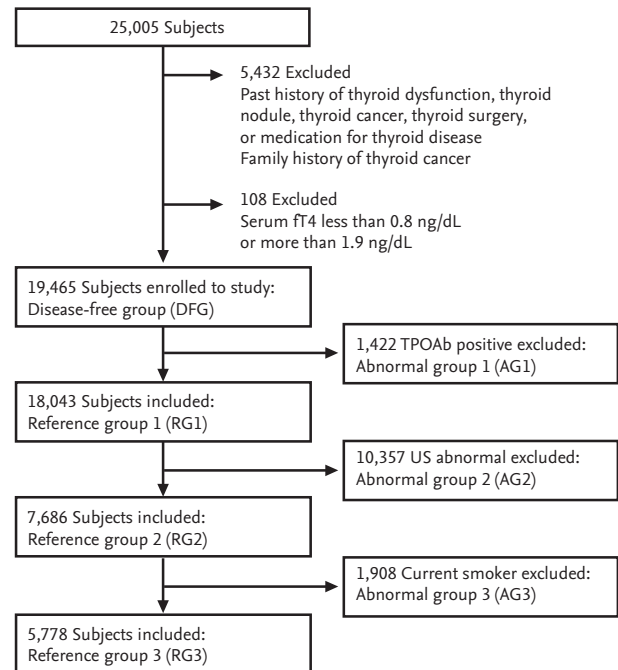 25,005 Subjects
5,432 Excluded
Past history of thyroid dysfunction, thyroid
nodule, thyroid cancer, thyroid surgery,
or medication for thyroid disease
Family history of thyroid cancer
108 Excluded
Serum fT4 less than 0.8 ng/dL
or more than 1.9 ng/dL
19,465 Subjects enrolled to study:
Disease-free group (DFG)
1,422 TPOAb positive excluded:
Abnormal group 1 (AG1)
18,043 Subjects included:
Reference group 1 (RG1)
10,357 US abnormal excluded:
Abnormal group 2 (AG2)
7,686 Subjects included:
Reference group 2 (RG2)
1,908 Current smoker excluded:
Abnormal group 3 (AG3)
5,778 Subjects included:
Reference group 3 (RG3)